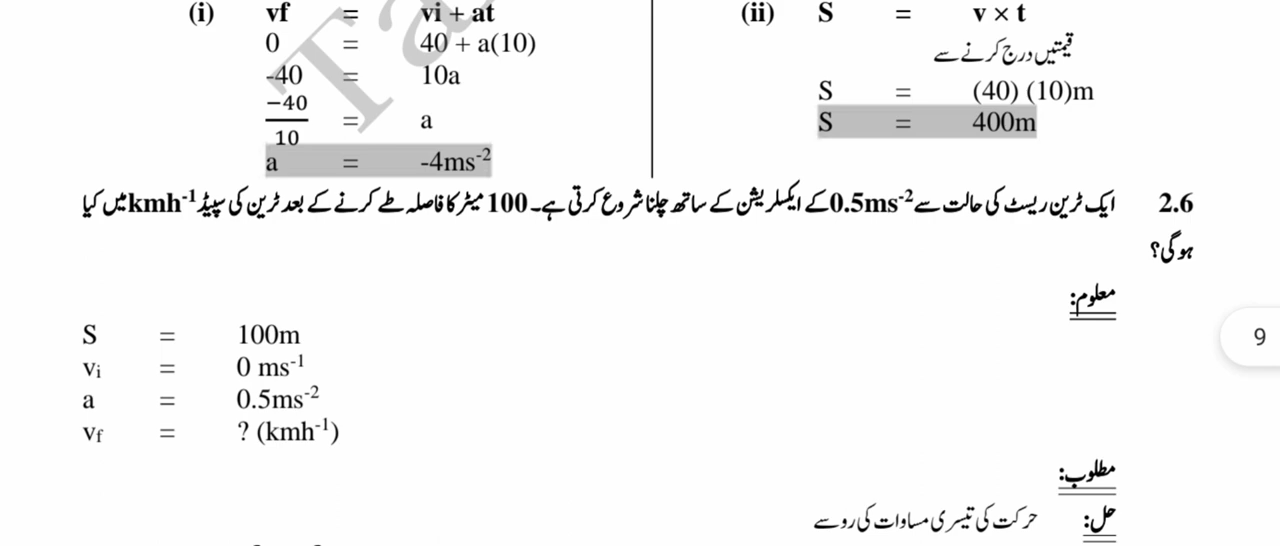 (i) vf = vi + at
0 = 40 + a(10)
-40 = 10a
−40/10 = a
a = -4ms⁻²
(ii) S = v × t
قیمتیں درج کرنے سے
S = (40) (10)m
S = 400m
2.6 ایک ٹرین ریسٹ کی حالت سے 0.5ms⁻² کے ایکسلریشن کے ساتھ چلنا شروع کرتی ہے۔ 100 میٹر کا فاصلہ طے کرنے کے بعد ٹرین کی سپیڈ kmh⁻¹ میں کیا
ہو گی؟
معلوم:
S = 100m
vᵢ = 0 ms⁻¹
a = 0.5ms⁻²
vf = ? (kmh⁻¹)
9
مطلوب:
حل: حرکت کی تیسری مساوات کی رو سے